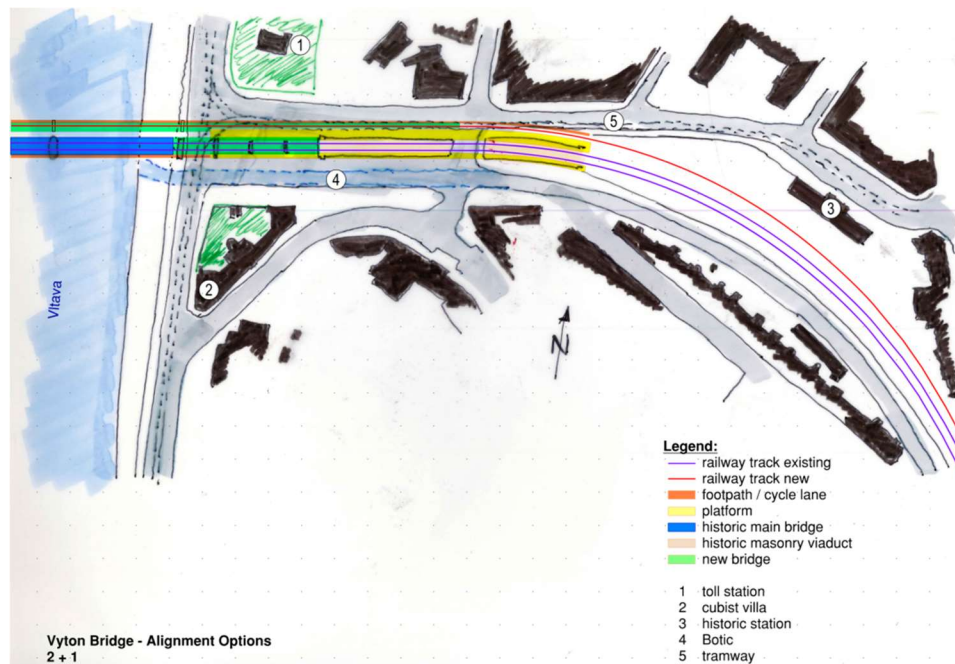 1
5
4
3
2
Vltava
N
Legend:
railway track existing
railway track new
footpath / cycle lane
platform
historic main bridge
historic masonry viaduct
new bridge
1 toll station
2 cubist villa
3 historic station
4 Botic
5 tramway
Vyton Bridge - Alignment Options
2 + 1